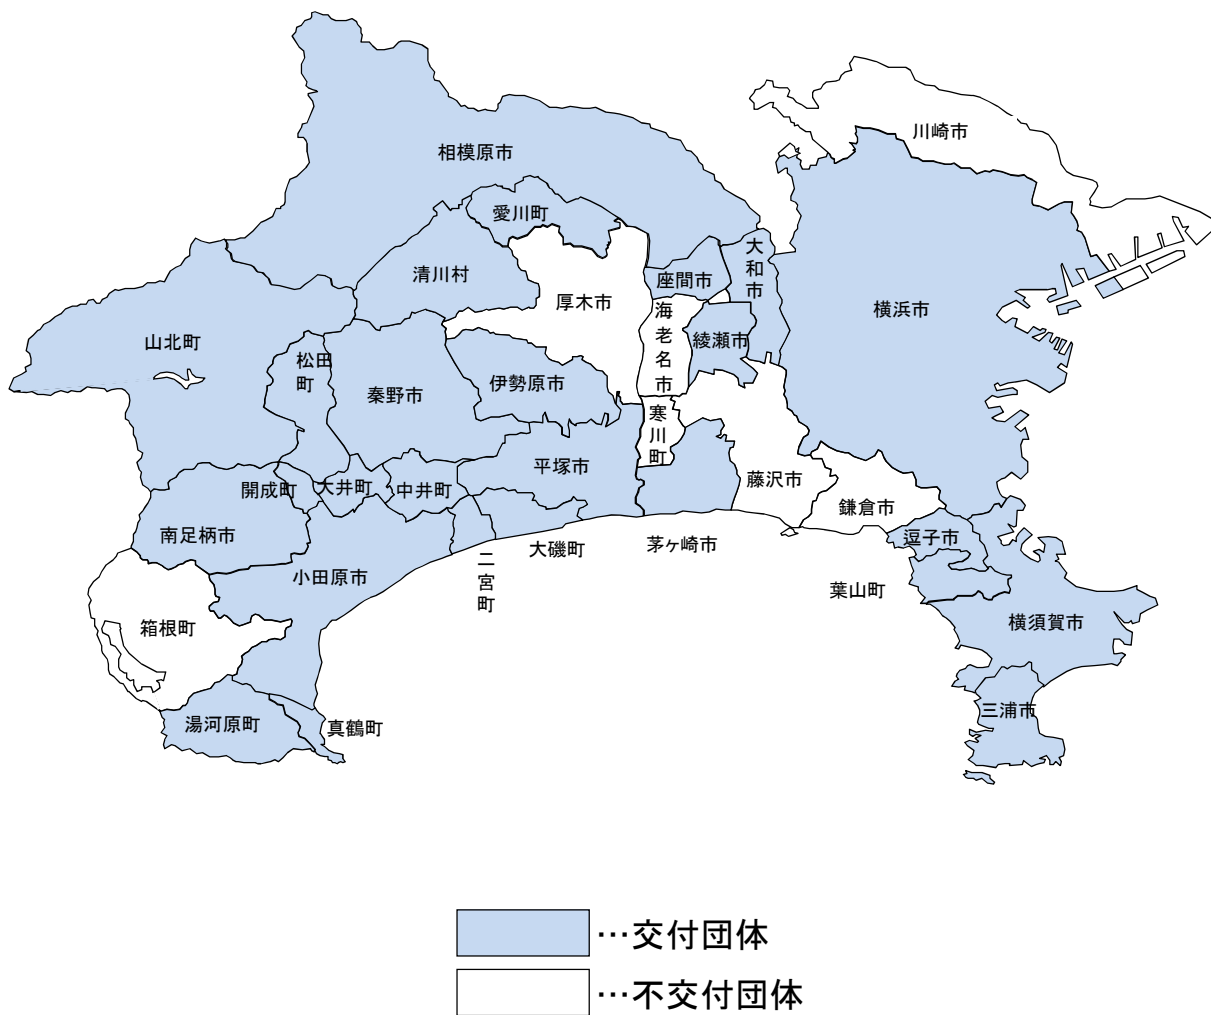 川崎市
相模原市
愛川町
大和市
清川村
座間市
厚木市
海老名市
横浜市
山北町
松田町
綾瀬市
秦野市
伊勢原市
寒川町
平塚市
藤沢市
開成町
大井町
中井町
鎌倉市
南足柄市
逗子市
大磯町
茅ヶ崎市
小田原市
二宮町
葉山町
箱根町
横須賀市
三浦市
湯河原町
真鶴町
…交付団体
…不交付団体